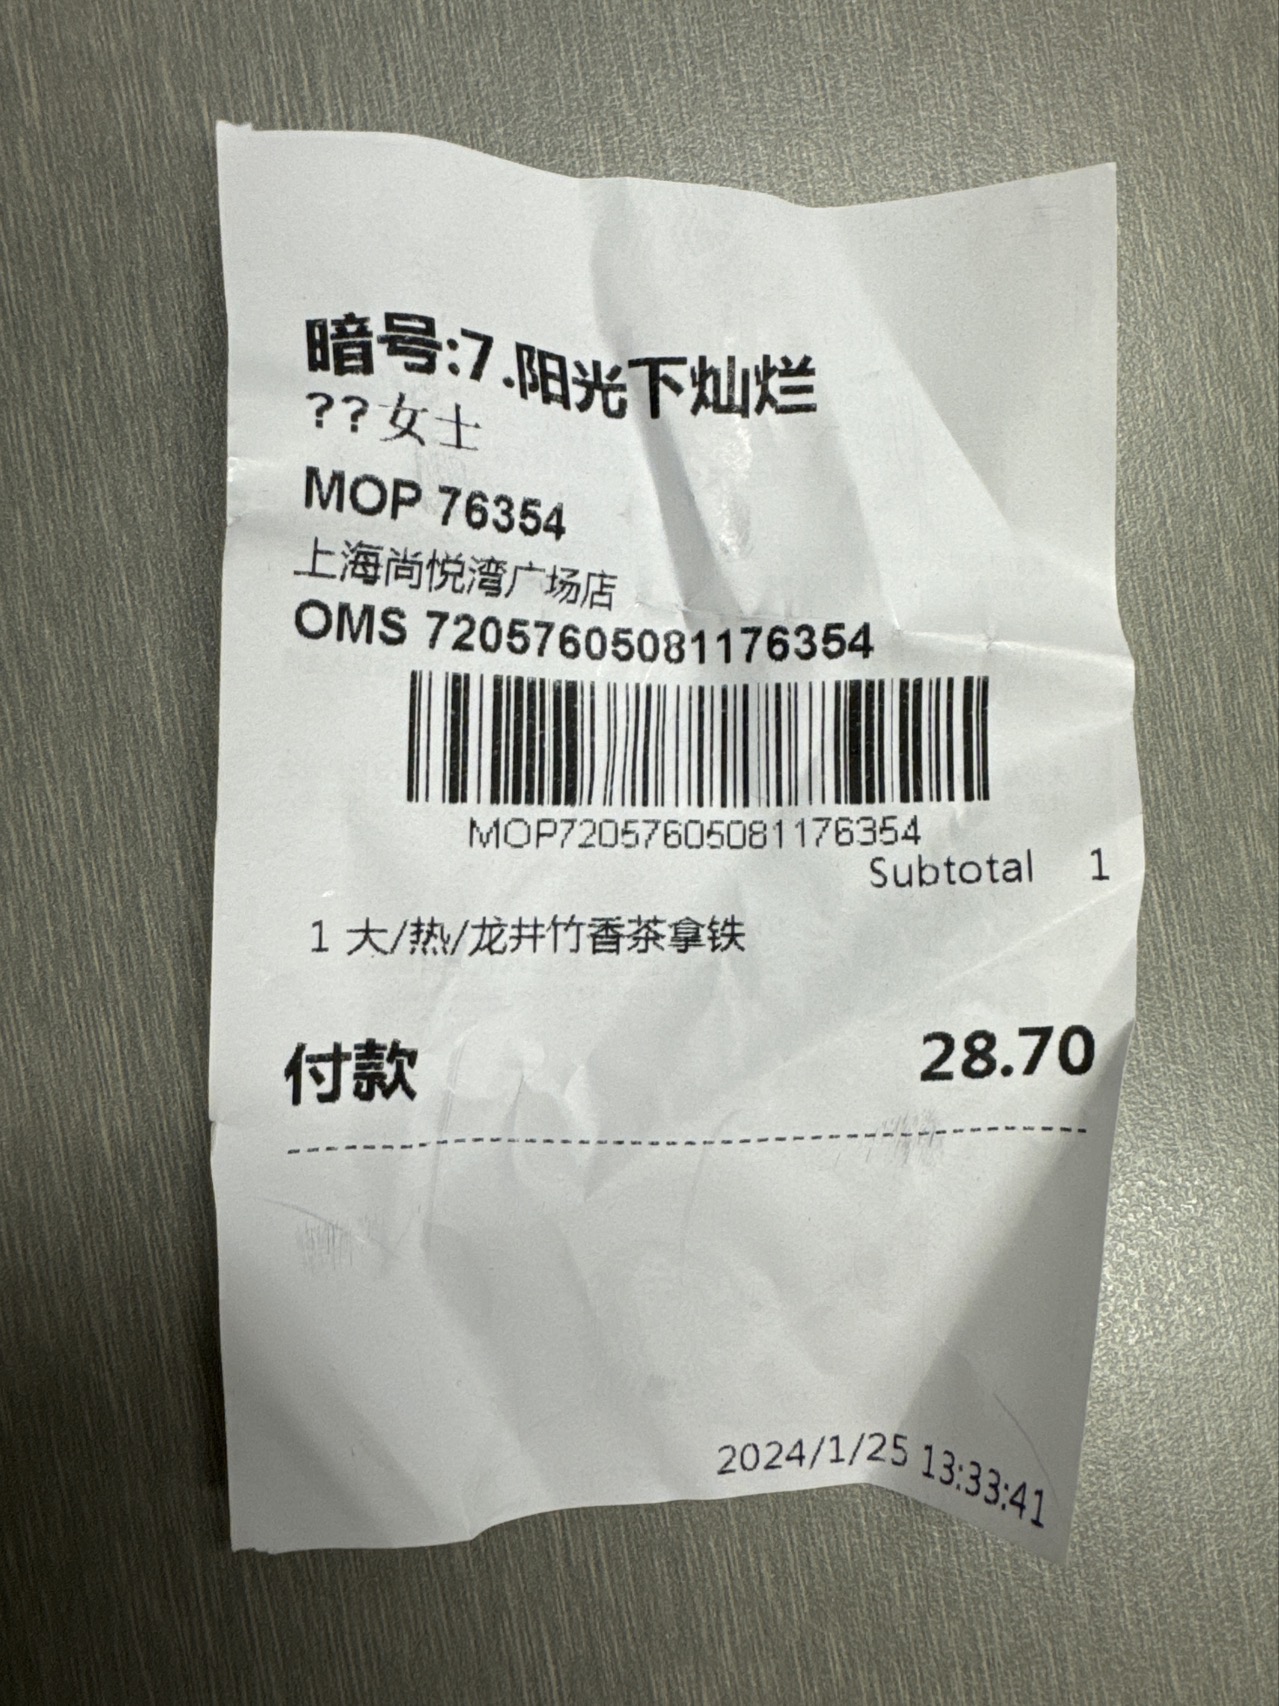 暗号:7.阳光下灿烂
??女士
MOP 76354
上海尚悦湾广场店
OMS 72057605081176354
MOP72057605081176354
Subtotal 1
1 大/热/龙井竹香茶拿铁
付款 28.70
2024/1/25 13:33:41